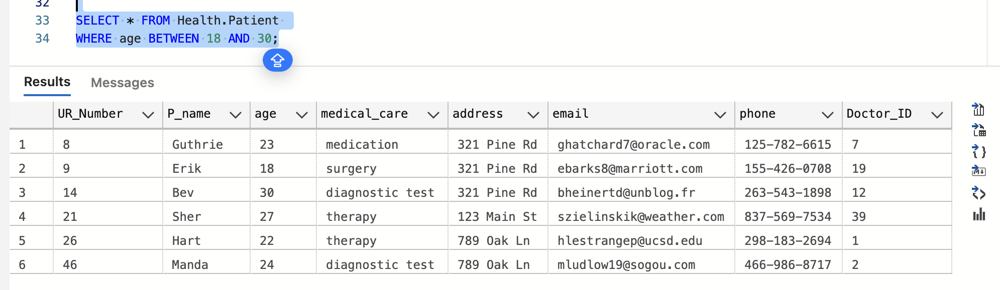 32
33 SELECT * FROM Health.Patient
34 WHERE age BETWEEN 18 AND 30;
Results Messages
UR_Number P_name age medical_care address email phone Doctor_ID
1 8 Guthrie 23 medication 321 Pine Rd ghatchard7@oracle.com 125-782-6615 7
2 9 Erik 18 surgery 321 Pine Rd ebarks8@marriott.com 155-426-0708 19
3 14 Bev 30 diagnostic test 321 Pine Rd bheinertd@unblog.fr 263-543-1898 12
4 21 Sher 27 therapy 123 Main St szielinskik@weather.com 837-569-7534 39
5 26 Hart 22 therapy 789 Oak Ln hlestrangep@ucsd.edu 298-183-2694 1
6 46 Manda 24 diagnostic test 789 Oak Ln mludlow19@sogou.com 466-986-8717 2